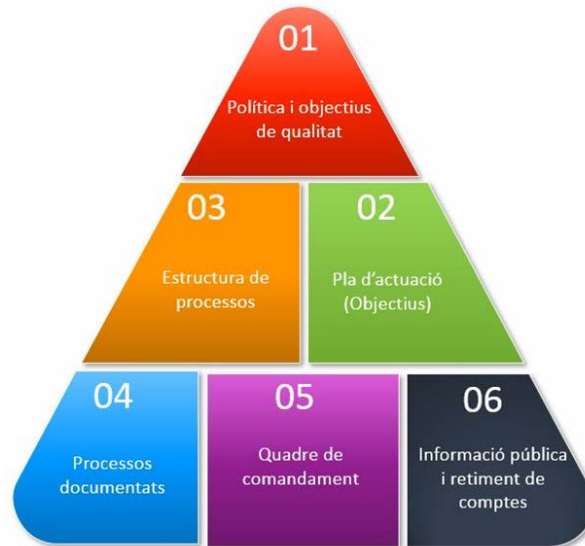 01
Política i objectius
de qualitat
03
Estructura de
processos
02
Pla d'actuació
(Objectius)
04
Processos
documentats
05
Quadre de
comandament
06
Informació pública
i retiment de
comptes